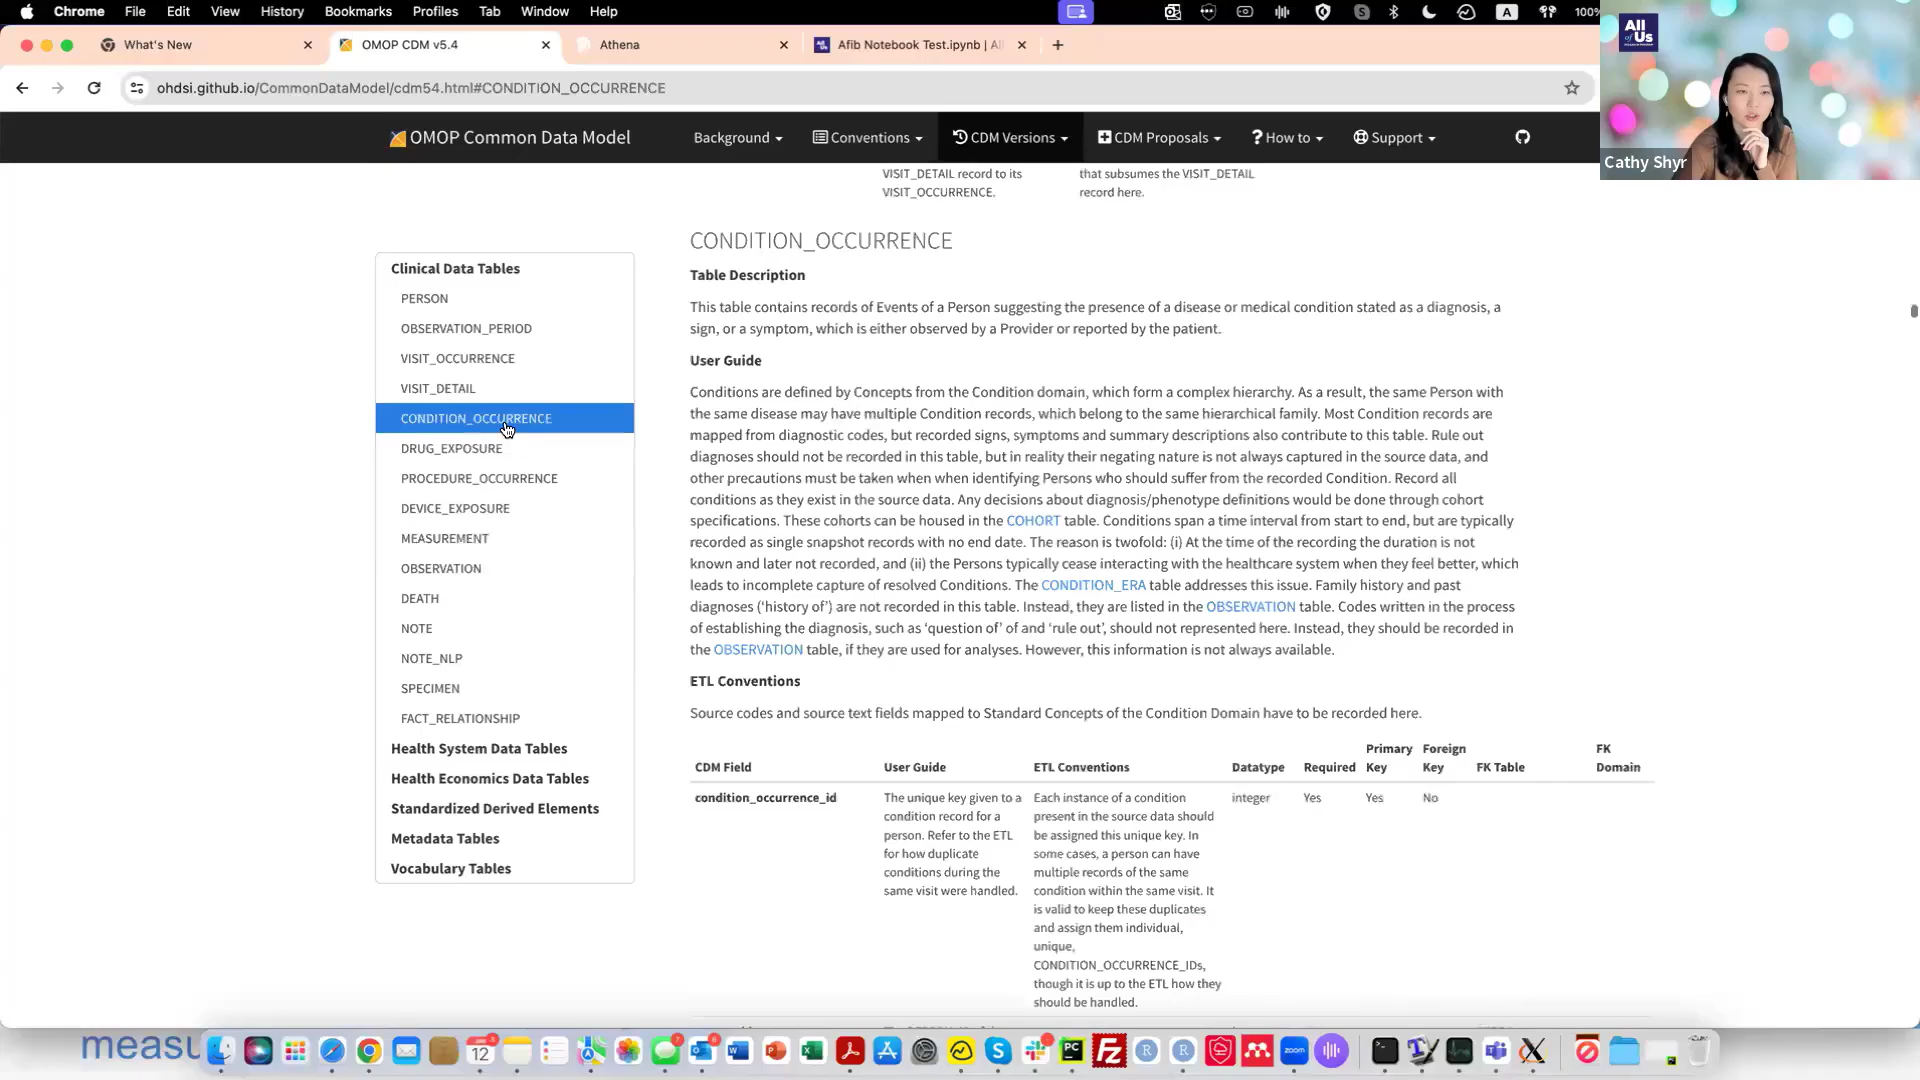 Chrome File Edit View History Bookmarks Profiles Tab Window Help
A
100%
What's New
OMOP CDM v5.4
Athena
Afib Notebook Test.ipynb | Al
ohdsi.github.io/CommonDataModel/cdm54.html#CONDITION_OCCURRENCE
All
of Us
Cathy Shyr
OMOP Common Data Model
Background
Conventions
CDM Versions
CDM Proposals
How to
Support
VISIT_DETAIL record to its
VISIT_OCCURRENCE.
that subsumes the VISIT_DETAIL
record here.
Clinical Data Tables
PERSON
OBSERVATION_PERIOD
VISIT_OCCURRENCE
VISIT_DETAIL
CONDITION_OCCURRENCE
DRUG_EXPOSURE
PROCEDURE_OCCURRENCE
DEVICE_EXPOSURE
MEASUREMENT
OBSERVATION
DEATH
NOTE
NOTE_NLP
SPECIMEN
FACT_RELATIONSHIP
Health System Data Tables
Health Economics Data Tables
Standardized Derived Elements
Metadata Tables
Vocabulary Tables
CONDITION_OCCURRENCE
Table Description
This table contains records of Events of a Person suggesting the presence of a disease or medical condition stated as a diagnosis, a
sign, or a symptom, which is either observed by a Provider or reported by the patient.
User Guide
Conditions are defined by Concepts from the Condition domain, which form a complex hierarchy. As a result, the same Person with
the same disease may have multiple Condition records, which belong to the same hierarchical family. Most Condition records are
mapped from diagnostic codes, but recorded signs, symptoms and summary descriptions also contribute to this table. Rule out
diagnoses should not be recorded in this table, but in reality their negating nature is not always captured in the source data, and
other precautions must be taken when when identifying Persons who should suffer from the recorded Condition. Record all
conditions as they exist in the source data. Any decisions about diagnosis/phenotype definitions would be done through cohort
specifications. These cohorts can be housed in the COHORT table. Conditions span a time interval from start to end, but are typically
recorded as single snapshot records with no end date. The reason is twofold: (i) At the time of the recording the duration is not
known and later not recorded, and (ii) the Persons typically cease interacting with the healthcare system when they feel better, which
leads to incomplete capture of resolved Conditions. The CONDITION_ERA table addresses this issue. Family history and past
diagnoses (‘history of’) are not recorded in this table. Instead, they are listed in the OBSERVATION table. Codes written in the process
of establishing the diagnosis, such as ‘question of’ of and ‘rule out’, should not represented here. Instead, they should be recorded in
the OBSERVATION table, if they are used for analyses. However, this information is not always available.
ETL Conventions
Source codes and source text fields mapped to Standard Concepts of the Condition Domain have to be recorded here.
CDM Field
User Guide
ETL Conventions
Datatype
Required
Primary
Key
Foreign
Key
FK Table
FK
Domain
condition_occurrence_id
The unique key given to a
condition record for a
person. Refer to the ETL
for how duplicate
conditions during the
same visit were handled.
Each instance of a condition
present in the source data should
be assigned this unique key. In
some cases, a person can have
multiple records of the same
condition within the same visit. It
is valid to keep these duplicates
and assign them individual,
unique,
CONDITION_OCCURRENCE_IDs,
though it is up to the ETL how they
should be handled.
integer
Yes
Yes
No
measu
12
zoom